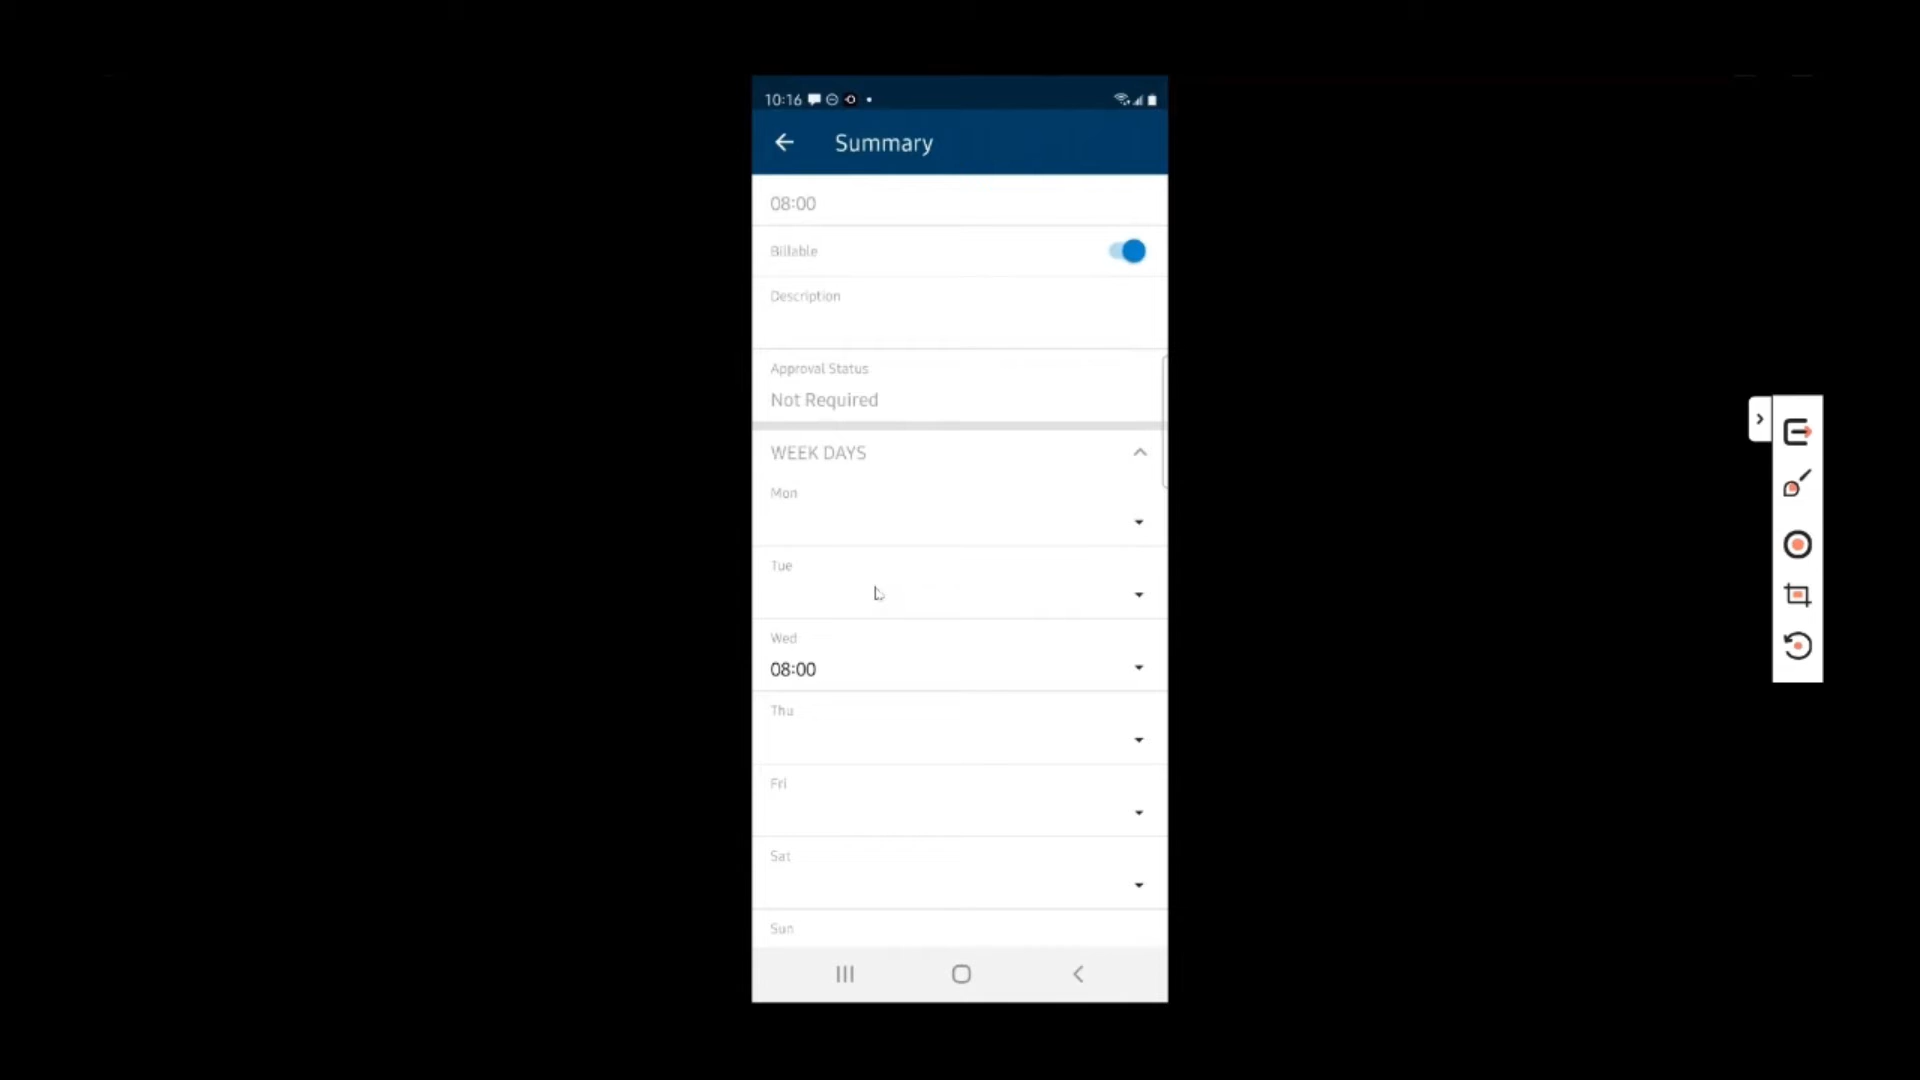 10:16
Summary
08:00
Billable
Description
Approval Status
Not Required
WEEK DAYS
Mon
Tue
Wed
08:00
Thu
Fri
Sat
Sun